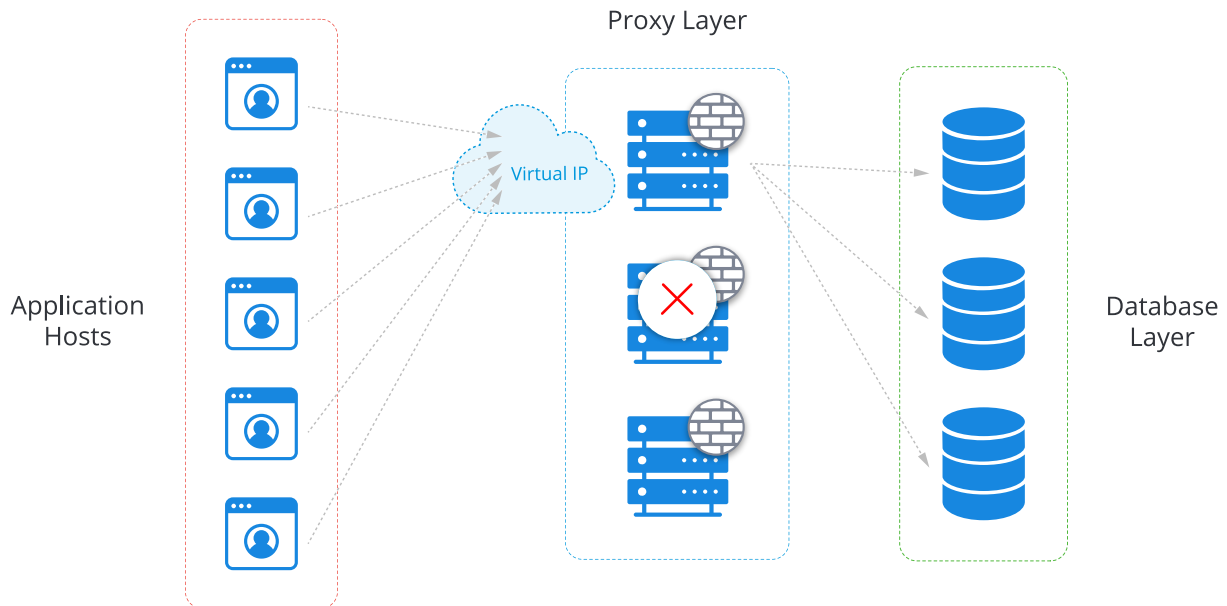 Proxy Layer
Virtual IP
Application
Hosts
Database
Layer